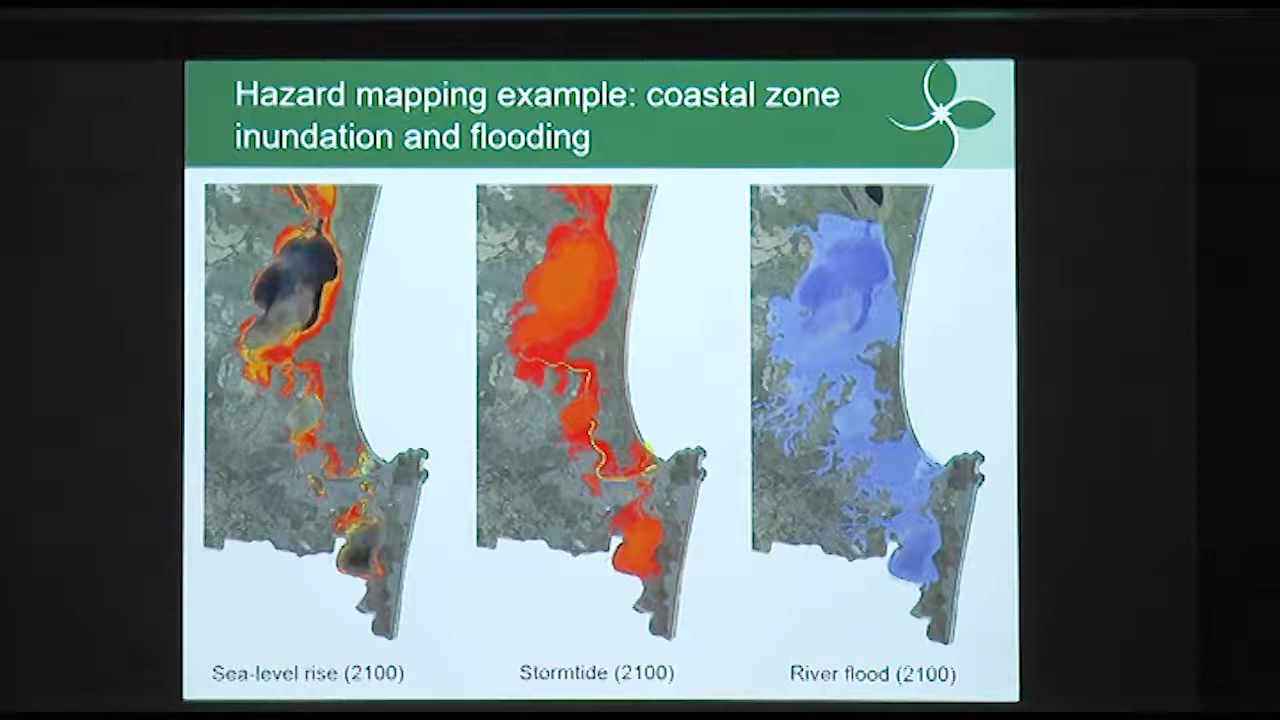 Hazard mapping example: coastal zone
inundation and flooding
Sea-level rise (2100)
Stormtide (2100)
River flood (2100)